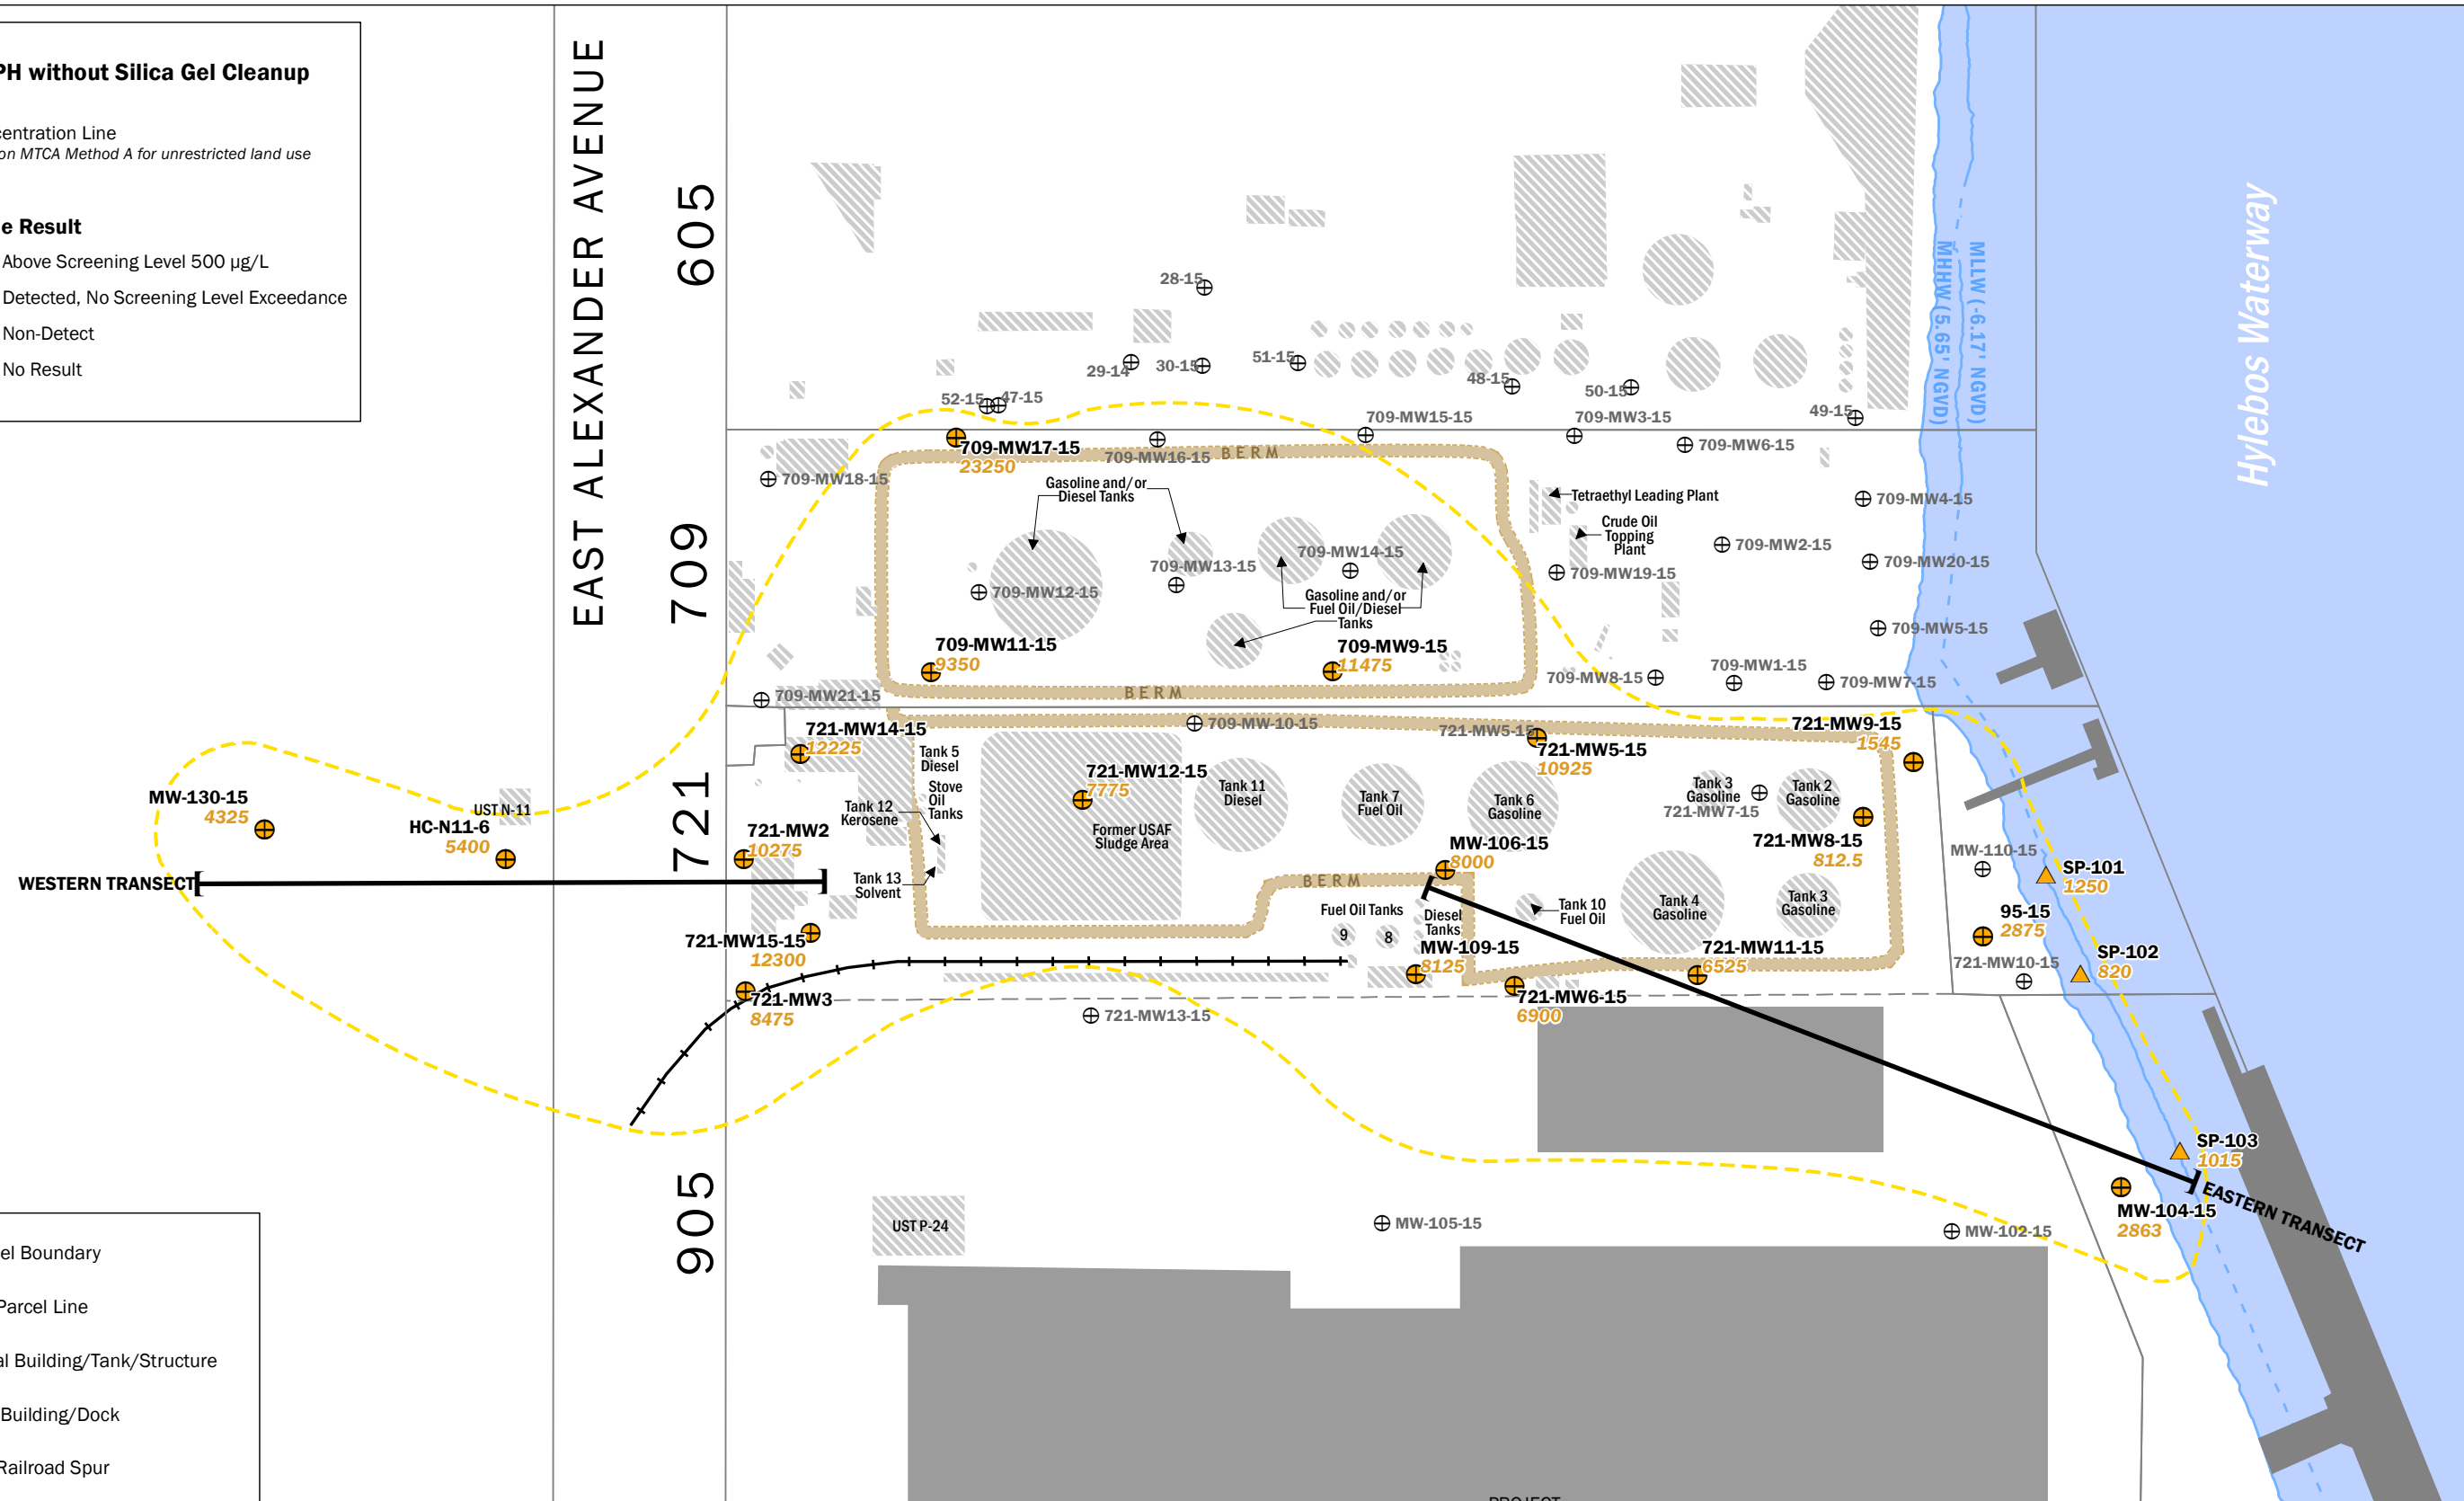 PH without Silica Gel Cleanup
centration Line
on MTCA Method A for unrestricted land use
e Result
Above Screening Level 500 µg/L
Detected, No Screening Level Exceedance
Non-Detect
No Result
EAST ALEXANDER AVENUE
605
709
721
905
28-15
29-14
30-15
51-15
52-15
47-15
48-15
50-15
49-15
MHHW (5.65' NGVD)
MLLW (-6.17' NGVD)
Hylebos Waterway
709-MW15-15
709-MW3-15
709-MW6-15
709-MW17-15
23250
709-MW16-15
BERM
709-MW18-15
Gasoline and/or
Diesel Tanks
Tetraethyl Leading Plant
Crude Oil
Topping
Plant
709-MW4-15
709-MW2-15
709-MW14-15
709-MW13-15
709-MW12-15
709-MW19-15
709-MW20-15
Gasoline and/or
Fuel Oil/Diesel
Tanks
709-MW5-15
709-MW11-15
9350
709-MW9-15
11475
709-MW8-15
709-MW1-15
709-MW7-15
709-MW21-15
BERM
721-MW14-15
12225
709-MW-10-15
721-MW5-15
721-MW5-15
10925
721-MW9-15
1545
Tank 5
Diesel
Stove
Oil
Tanks
Tank 12
Kerosene
721-MW12-15
7775
Former USAF
Sludge Area
Tank 11
Diesel
Tank 7
Fuel Oil
Tank 6
Gasoline
Tank 3
Gasoline
721-MW7-15
Tank 2
Gasoline
721-MW8-15
812.5
MW-130-15
4325
UST N-11
HC-N11-6
5400
721-MW2
10275
WESTERN TRANSECT
Tank 13
Solvent
MW-106-15
8000
BERM
Fuel Oil Tanks
9
8
Diesel
Tanks
Tank 10
Fuel Oil
Tank 4
Gasoline
Tank 3
Gasoline
MW-110-15
SP-101
1250
95-15
2875
SP-102
820
721-MW10-15
721-MW15-15
12300
721-MW3
8475
MW-109-15
8125
721-MW11-15
6525
721-MW6-15
6900
721-MW13-15
SP-103
1015
EASTERN TRANSECT
MW-104-15
2863
MW-102-15
MW-105-15
UST P-24
el Boundary
Parcel Line
al Building/Tank/Structure
Building/Dock
Railroad Spur